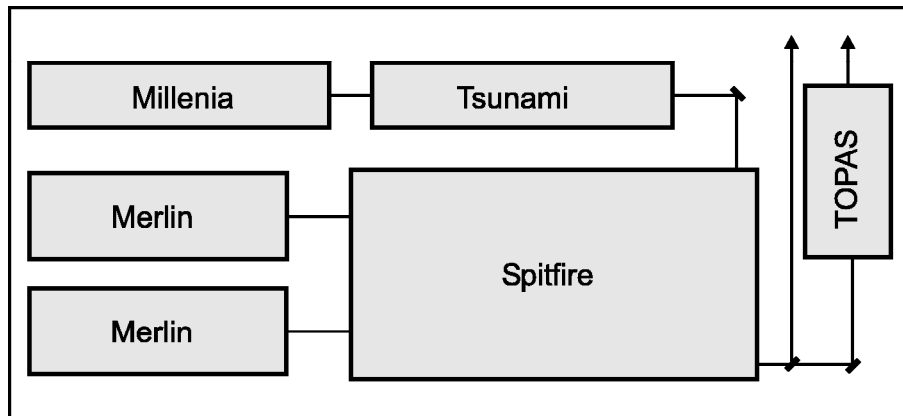 Millenia
Tsunami
TOPAS
Merlin
Spitfire
Merlin